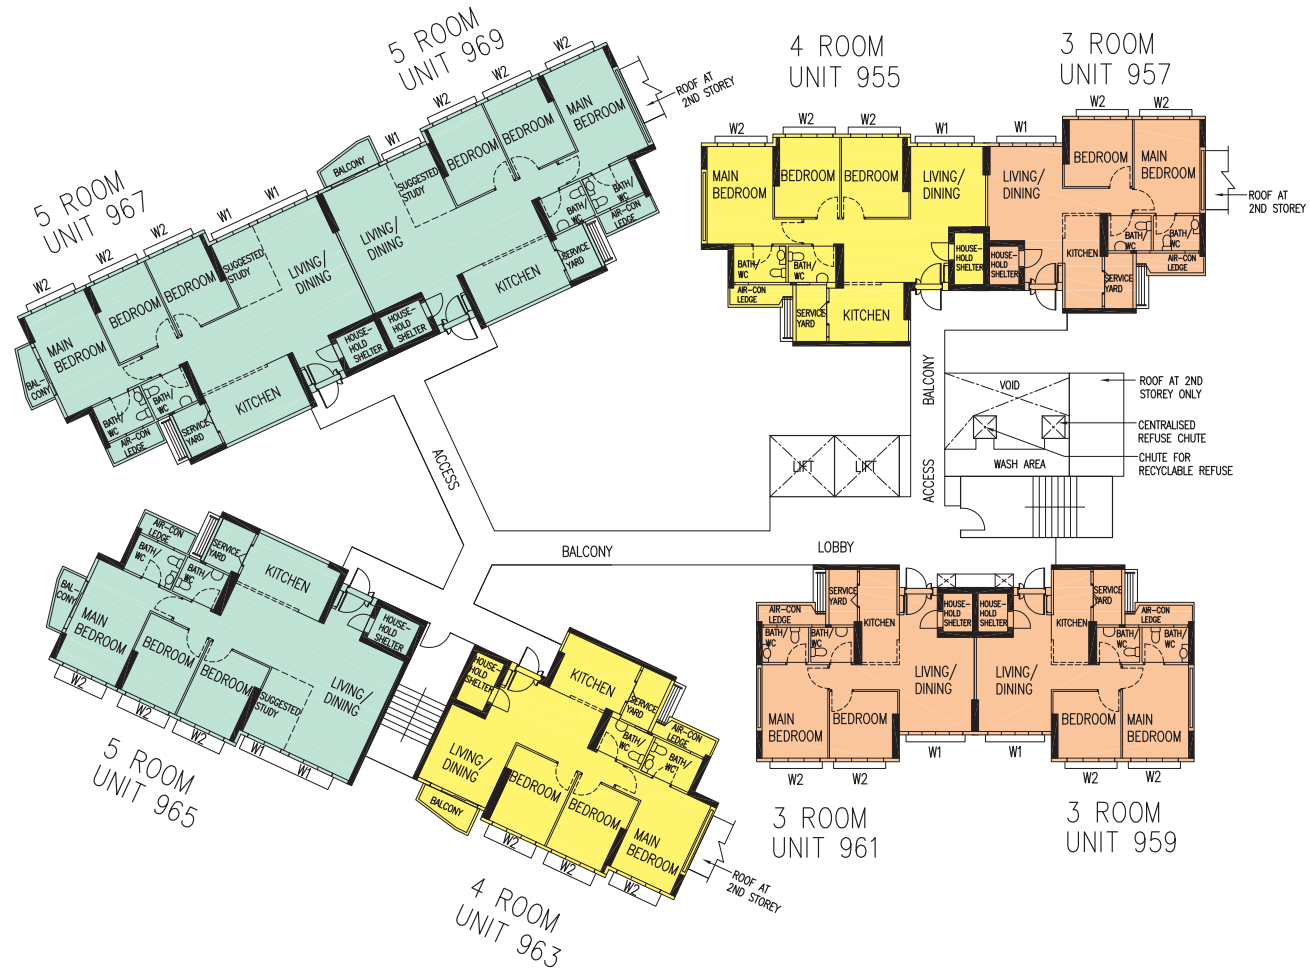 5 ROOM
UNIT 969
W2
W2
W2
W1
ROOF AT
2ND STOREY
MAIN
BEDROOM
BEDROOM
BEDROOM
SUGGESTED
STUDY
BALCONY
LIVING/
DINING
BATH/
WC
BATH/
WC
AIR-CON
LEDGE
SERVICE
YARD
KITCHEN
HOUSE-
HOLD
SHELTER
5 ROOM
UNIT 967
W2
W2
W2
W1
W1
MAIN
BEDROOM
BEDROOM
BEDROOM
SUGGESTED
STUDY
LIVING/
DINING
BAL-
CONY
BATH/
WC
BATH/
WC
AIR-CON
LEDGE
SERVICE
YARD
KITCHEN
HOUSE-
HOLD
SHELTER
4 ROOM
UNIT 955
W2
W2
W2
W1
MAIN
BEDROOM
BEDROOM
BEDROOM
LIVING/
DINING
BATH/
WC
BATH/
WC
AIR-CON
LEDGE
SERVICE
YARD
KITCHEN
HOUSE-
HOLD
SHELTER
3 ROOM
UNIT 957
W1
W2
W2
LIVING/
DINING
BEDROOM
MAIN
BEDROOM
ROOF AT
2ND STOREY
HOUSE-
HOLD
SHELTER
KITCHEN
BATH/
WC
BATH/
WC
AIR-CON
LEDGE
SERVICE
YARD
ACCESS
BALCONY
ACCESS
BALCONY
LOBBY
LIFT
LIFT
VOID
WASH AREA
ROOF AT 2ND
STOREY ONLY
CENTRALISED
REFUSE CHUTE
CHUTE FOR
RECYCLABLE REFUSE
AIR-CON
LEDGE
BATH/
WC
BATH/
WC
SERVICE
YARD
KITCHEN
BAL-
CONY
MAIN
BEDROOM
BEDROOM
BEDROOM
SUGGESTED
STUDY
LIVING/
DINING
HOUSE-
HOLD
SHELTER
W2
W2
W2
W1
W1
5 ROOM
UNIT 965
HOUSE-
HOLD
SHELTER
KITCHEN
SERVICE
YARD
AIR-CON
LEDGE
BATH/
WC
BATH/
WC
LIVING/
DINING
BALCONY
BEDROOM
BEDROOM
MAIN
BEDROOM
W2
W2
W2
ROOF AT
2ND STOREY
4 ROOM
UNIT 963
SERVICE
YARD
AIR-CON
LEDGE
BATH/
WC
BATH/
WC
KITCHEN
HOUSE-
HOLD
SHELTER
LIVING/
DINING
MAIN
BEDROOM
BEDROOM
W2
W2
W1
3 ROOM
UNIT 961
HOUSE-
HOLD
SHELTER
SERVICE
YARD
KITCHEN
AIR-CON
LEDGE
BATH/
WC
BATH/
WC
LIVING/
DINING
BEDROOM
MAIN
BEDROOM
W1
W2
W2
3 ROOM
UNIT 959